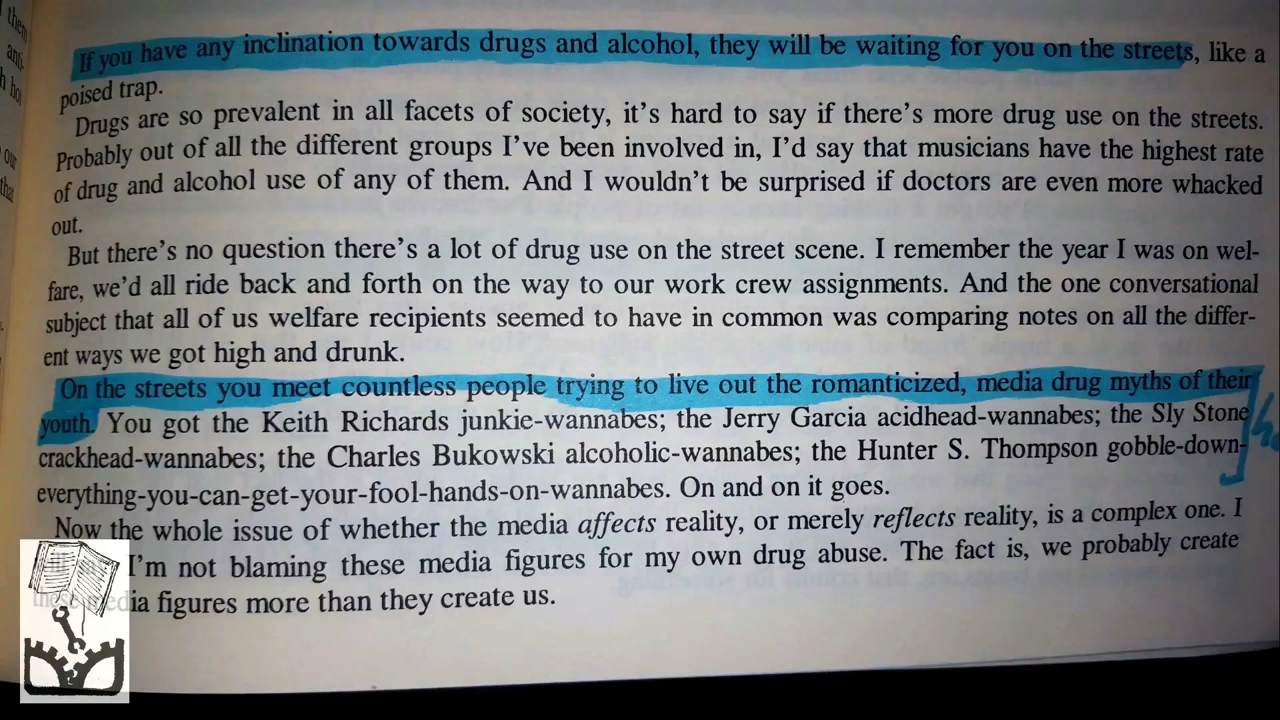 them
If you have any inclination towards drugs and alcohol, they will be waiting for you on the streets, like a
poised trap.
Drugs are so prevalent in all facets of society, it's hard to say if there's more drug use on the streets.
Probably out of all the different groups I've been involved in, I'd say that musicians have the highest rate
of drug and alcohol use of any of them. And I wouldn't be surprised if doctors are even more whacked
out.
But there's no question there's a lot of drug use on the street scene. I remember the year I was on wel-
fare, we'd all ride back and forth on the way to our work crew assignments. And the one conversational
subject that all of us welfare recipients seemed to have in common was comparing notes on all the differ-
ent ways we got high and drunk.
On the streets you meet countless people trying to live out the romanticized, media drug myths of their
youth. You got the Keith Richards junkie-wannabes; the Jerry Garcia acidhead-wannabes; the Sly Stone
crackhead-wannabes; the Charles Bukowski alcoholic-wannabes; the Hunter S. Thompson gobble-down-
everything-you-can-get-your-fool-hands-on-wannabes. On and on it goes.
Now the whole issue of whether the media affects reality, or merely reflects reality, is a complex one. I
I'm not blaming these media figures for my own drug abuse. The fact is, we probably create
these media figures more than they create us.